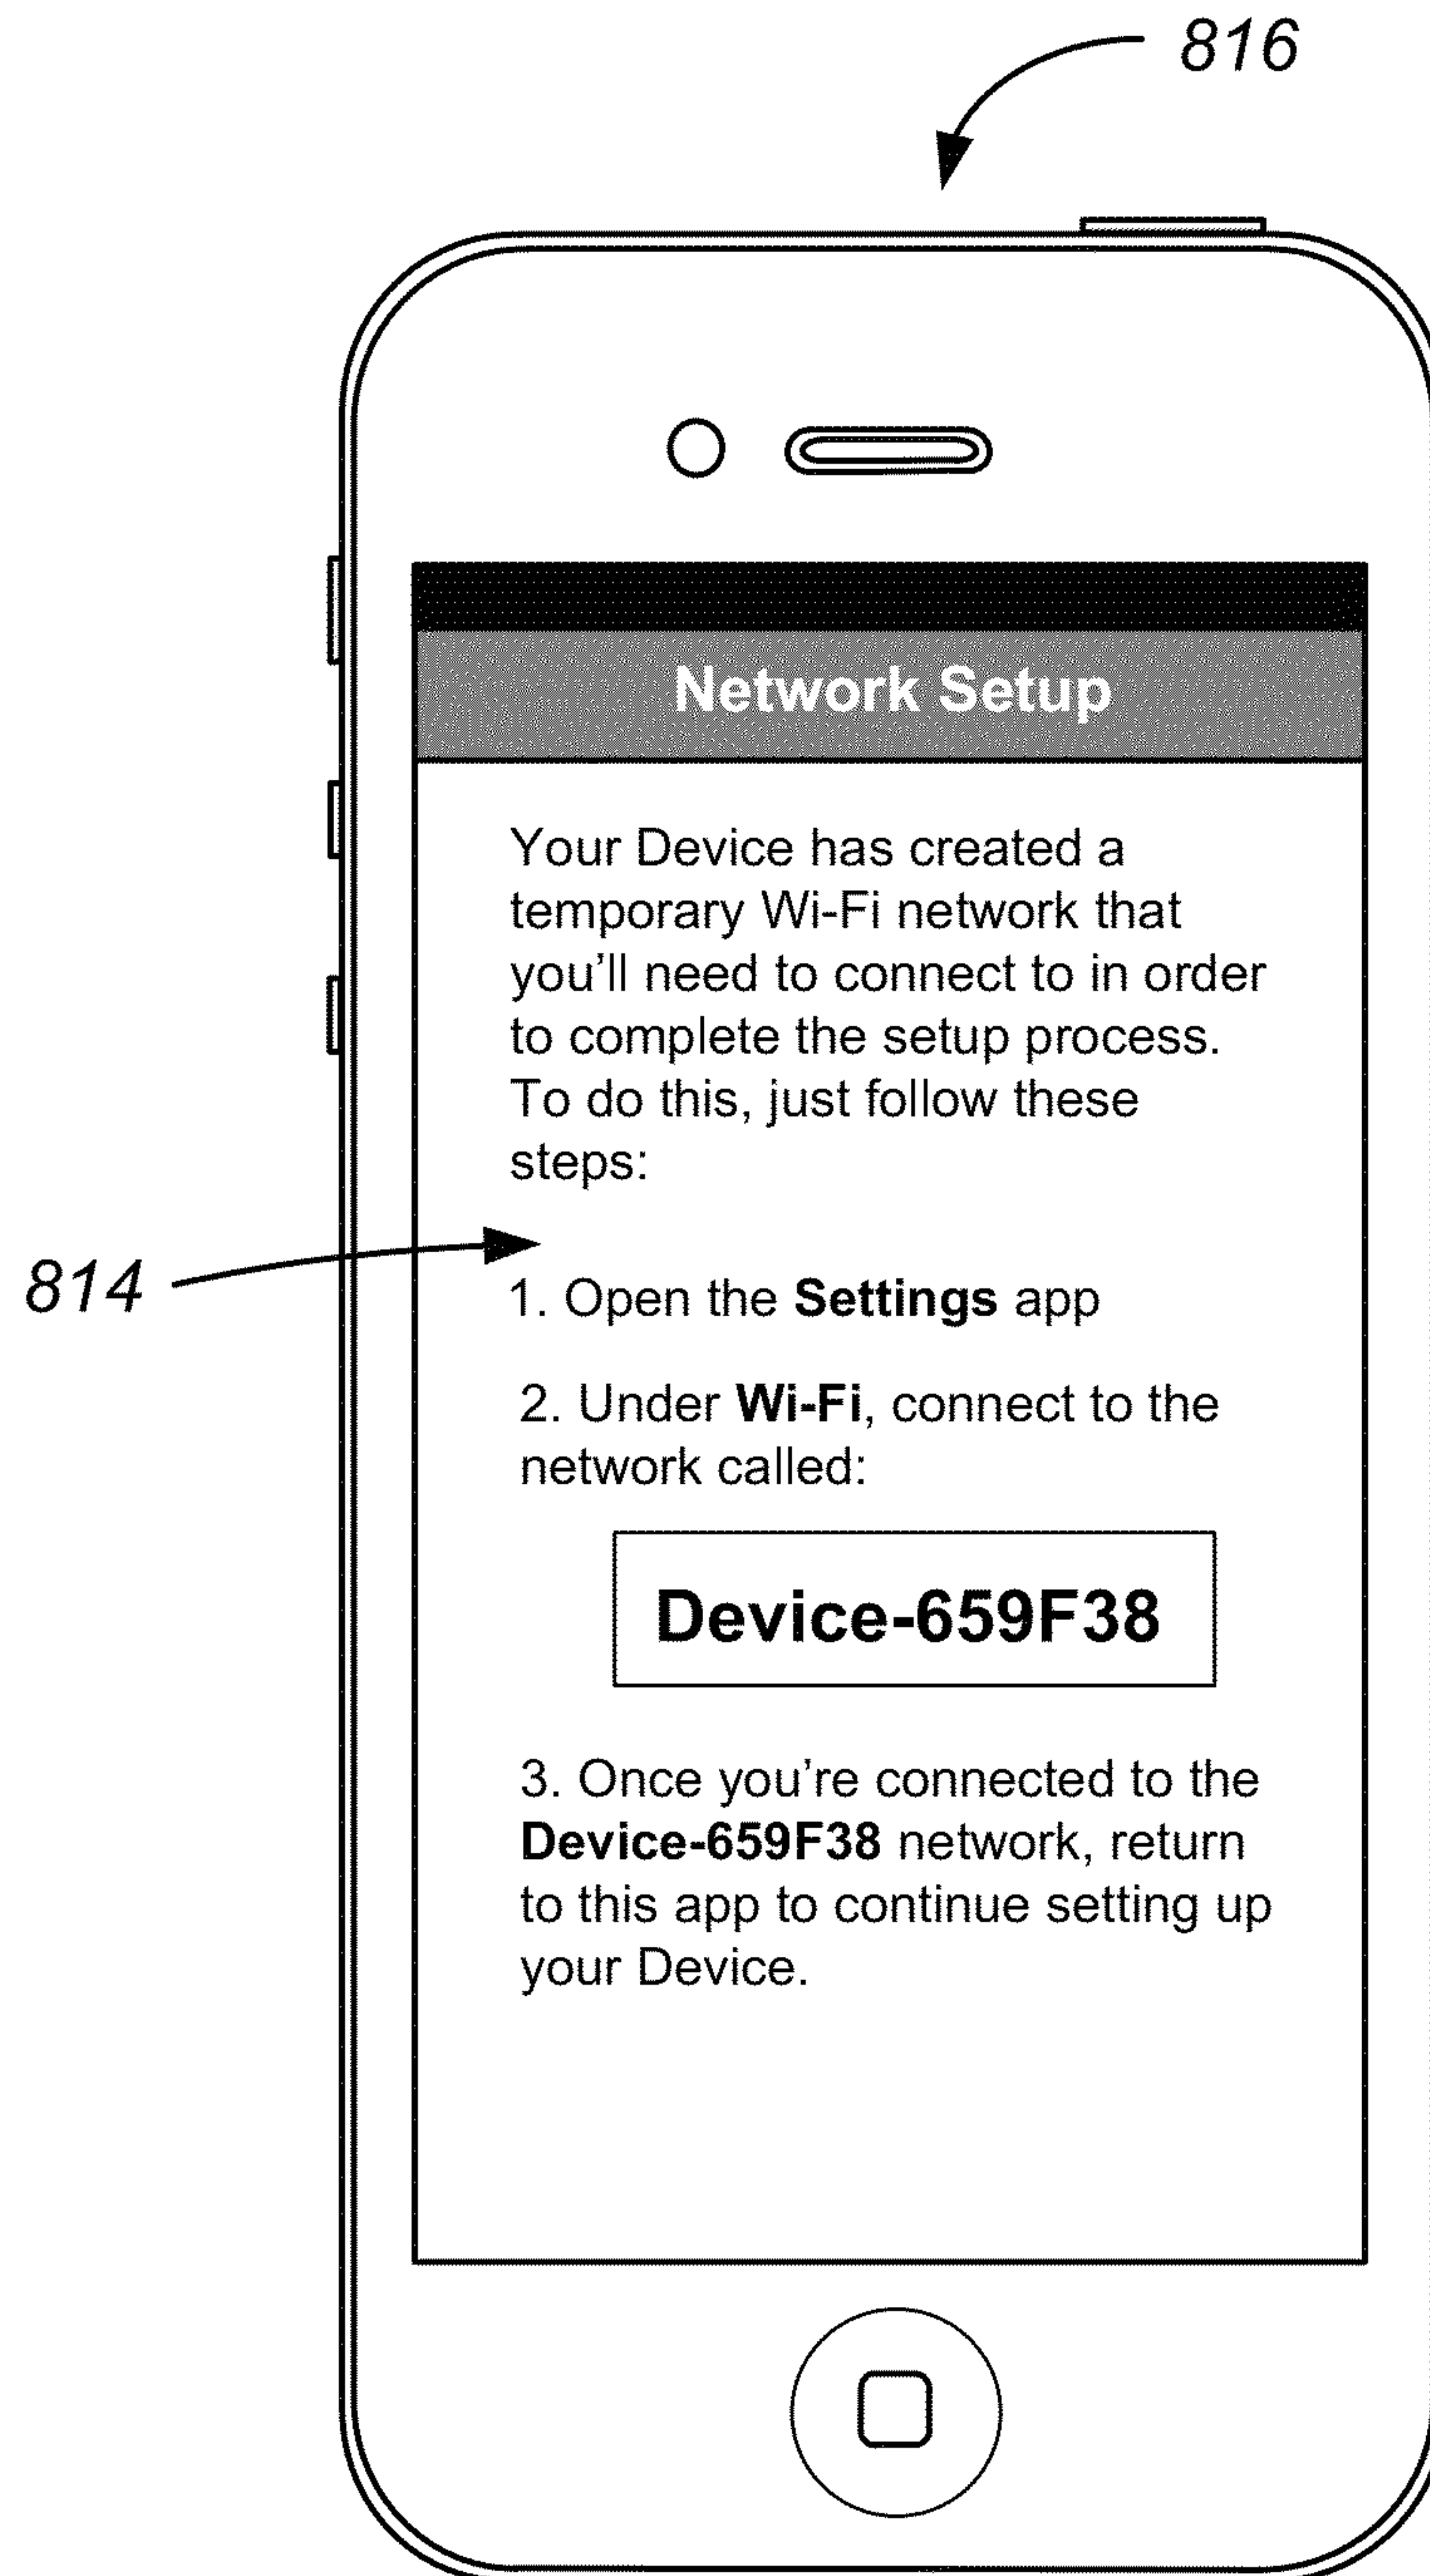 816
Network Setup
Your Device has created a
temporary Wi-Fi network that
you'll need to connect to in order
to complete the setup process.
To do this, just follow these
steps:
814
1. Open the Settings app
2. Under Wi-Fi, connect to the
network called:
Device-659F38
3. Once you're connected to the
Device-659F38 network, return
to this app to continue setting up
your Device.